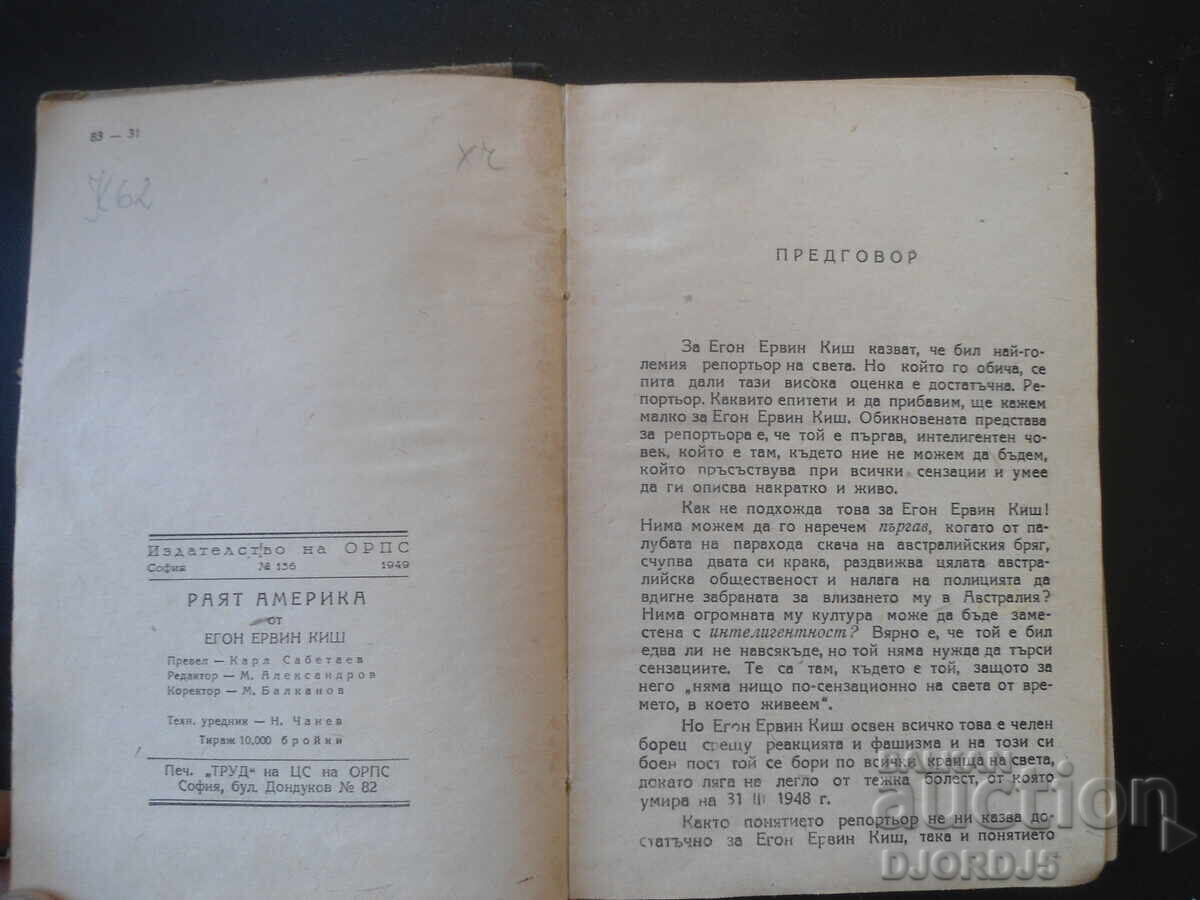 83 — 31
К62
хч
Издателство на ОРПС
София № 156 1949
РАЯТ АМЕРИКА
от
ЕГОН ЕРВИН КИШ
Превел — Карл Сабетаев
Редактор — М. Александров
Коректор — М. Балканов
Техн. уредник — Н. Чанев
Тираж 10,000 бройки
Печ. „ТРУД“ на ЦС на ОРПС
София, бул. Дондуков № 82
ПРЕДГОВОР
За Егон Ервин Киш казват, че бил най-го-
лемия репортьор на света. Но който го обича, се
пита дали тази висока оценка е достатъчна. Ре-
портьор. Каквито епитети и да прибавим, ще кажем
малко за Егон Ервин Киш. Обикновената представа
за репортьора е, че той е пъргав, интелигентен чо-
век, който е там, където ние не можем да бъдем,
който пръсъствува при всички сензации и умее
да ги описва накратко и живо.
Как не подхожда това за Егон Ервин Киш!
Нима можем да го наречем пъргав, когато от па-
лубата на парахода скача на австралийския бряг,
счупва двата си крака, раздвижва цялата австра-
лийска общественост и налага на полицията да
вдигне забраната за влизането му в Австралия?
Нима огромната му култура може да бъде заме-
стена с интелигентност? Вярно е, че той е бил
едва ли не навсякъде, но той няма нужда да търси
сензациите. Те са там, където е той, защото за
него „няма нищо по-сензационно на света от вре-
мето, в което живеем“.
Но Егон Ервин Киш освен всичко това е челен
борец срещу реакцията и фашизма и на този си
боен пост той се бори по всички краища на света,
докато ляга на легло от тежка болест, от която
умира на 31 III 1948 г.
Както понятието репортьор не ни казва до-
статъчно за Егон Ервин Киш, така и понятието
BALKAN
auction
DJORDJ5